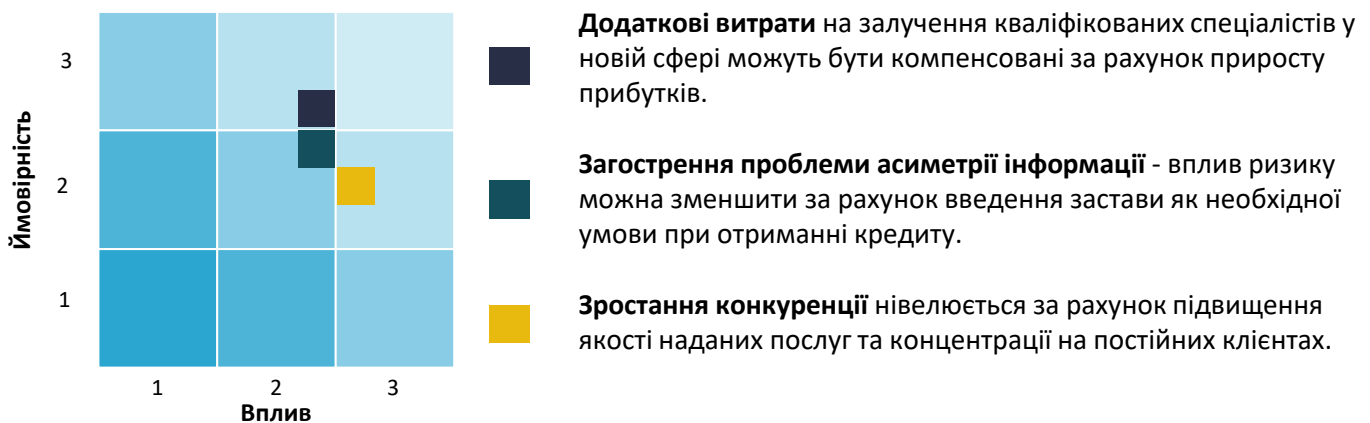 Ймовірність
3
2
1
1
2
3
Вплив
Додаткові витрати на залучення кваліфікованих спеціалістів у
новій сфері можуть бути компенсовані за рахунок приросту
прибутків.
Загострення проблеми асиметрії інформації - вплив ризику
можна зменшити за рахунок введення застави як необхідної
умови при отриманні кредиту.
Зростання конкуренції нівелюється за рахунок підвищення
якості наданих послуг та концентрації на постійних клієнтах.